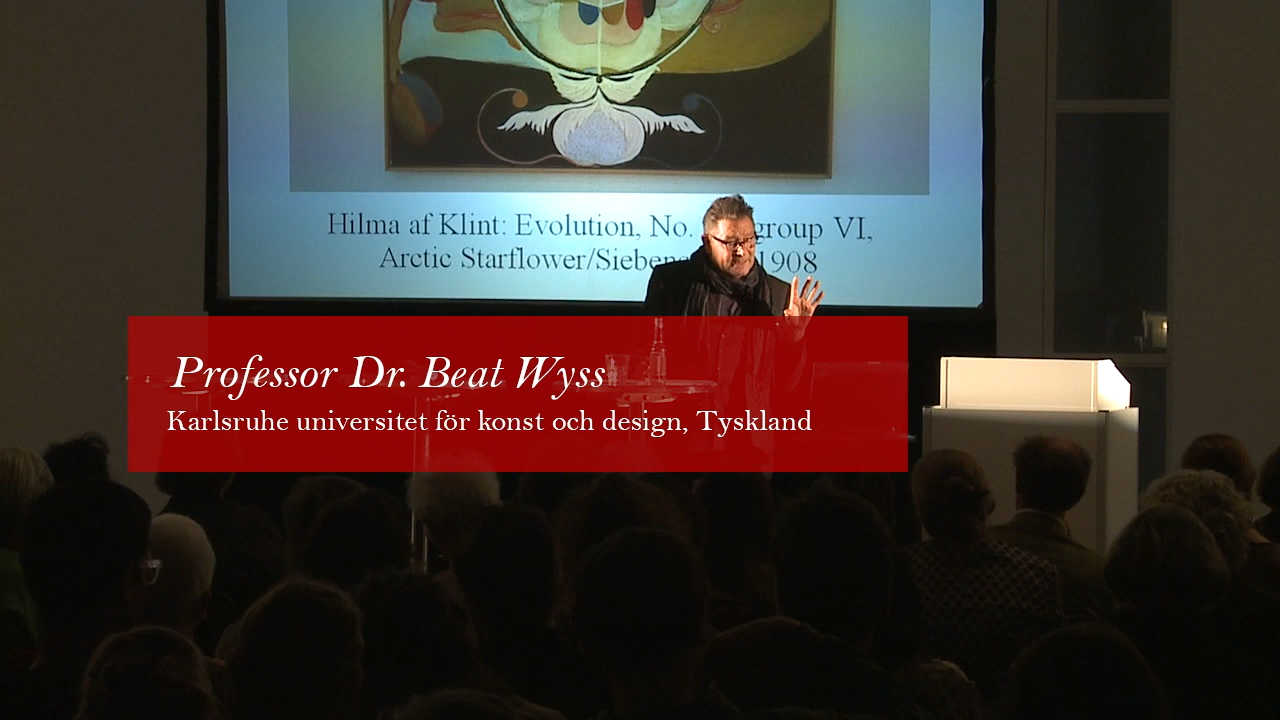 Hilma af Klint: Evolution, No. group VI,
Arctic Starflower/Siebens 1908
Professor Dr. Beat Wyss
Karlsruhe universitet för konst och design, Tyskland